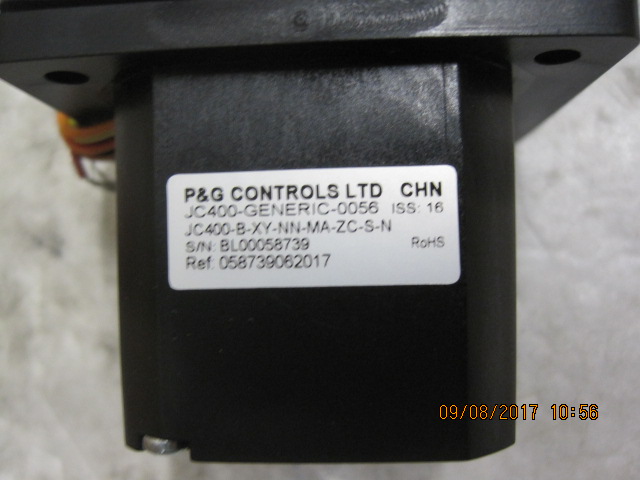 P&G CONTROLS LTD CHN
JC400-GENERIC-0056 ISS: 16
JC400-B-XY-NN-MA-ZC-S-N
S/N: BL00058739 RoHS
Ref: 058739062017
09/08/2017 10:56